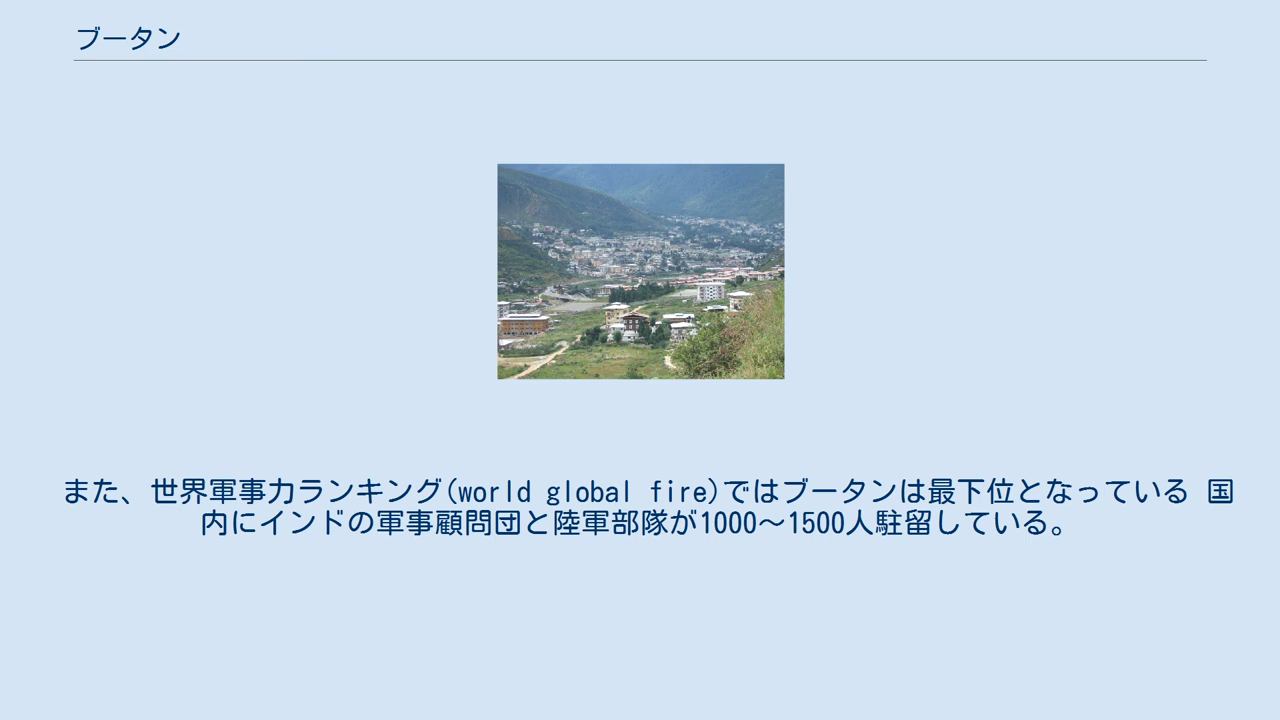 ブータン
また、世界軍事力ランキング(world global fire)ではブータンは最下位となっている 国
内にインドの軍事顧問団と陸軍部隊が1000～1500人駐留している。